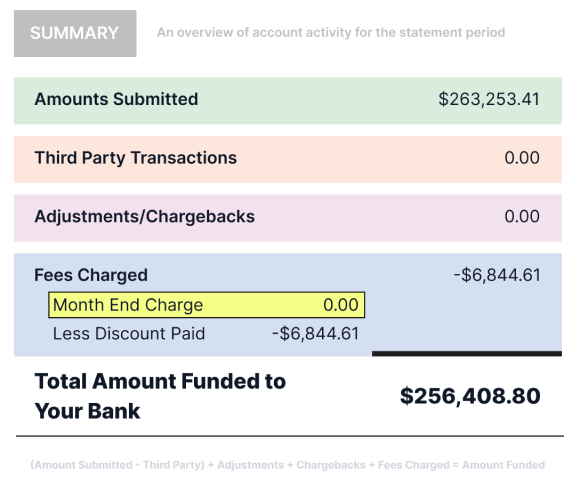 SUMMARY An overview of account activity for the statement period
Amounts Submitted $263,253.41
Third Party Transactions 0.00
Adjustments/Chargebacks 0.00
Fees Charged -$6,844.61
Month End Charge 0.00
Less Discount Paid -$6,844.61
Total Amount Funded to
Your Bank $256,408.80
(Amount Submitted - Third Party) + Adjustments + Chargebacks + Fees Charged = Amount Funded